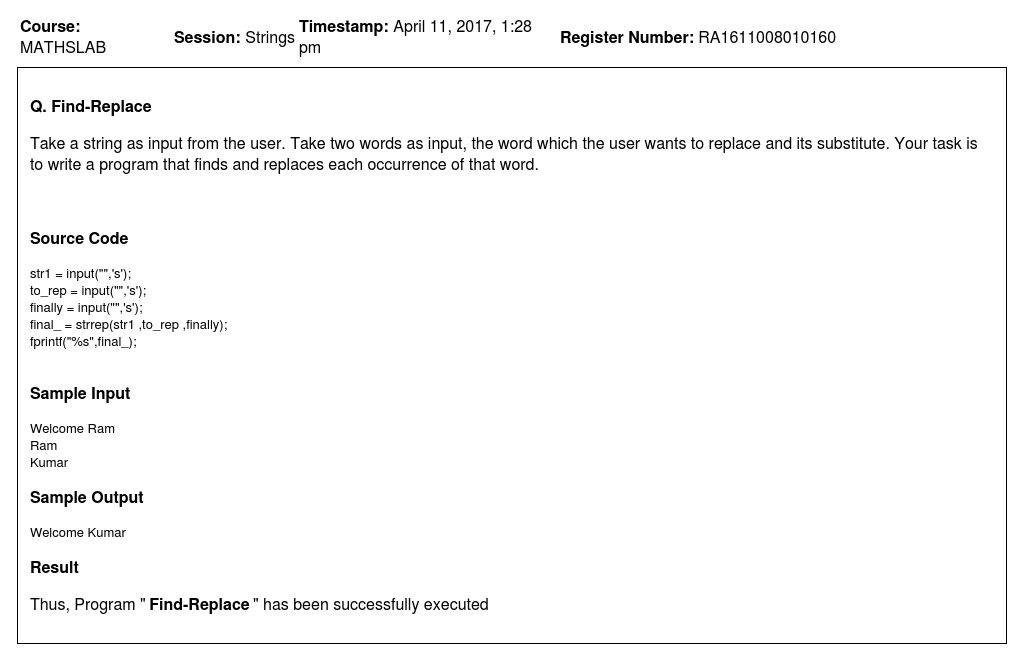 Course: MATHSLAB
Session: Strings
Timestamp: April 11, 2017, 1:28 pm
Register Number: RA1611008010160
Q. Find-Replace
Take a string as input from the user. Take two words as input, the word which the user wants to replace and its substitute. Your task is
to write a program that finds and replaces each occurrence of that word.
Source Code
str1 = input("",'s');
to_rep = input("",'s');
finally = input("",'s');
final_ = strrep(str1 ,to_rep ,finally);
fprintf("%s",final_);
Sample Input
Welcome Ram
Ram
Kumar
Sample Output
Welcome Kumar
Result
Thus, Program " Find-Replace " has been successfully executed